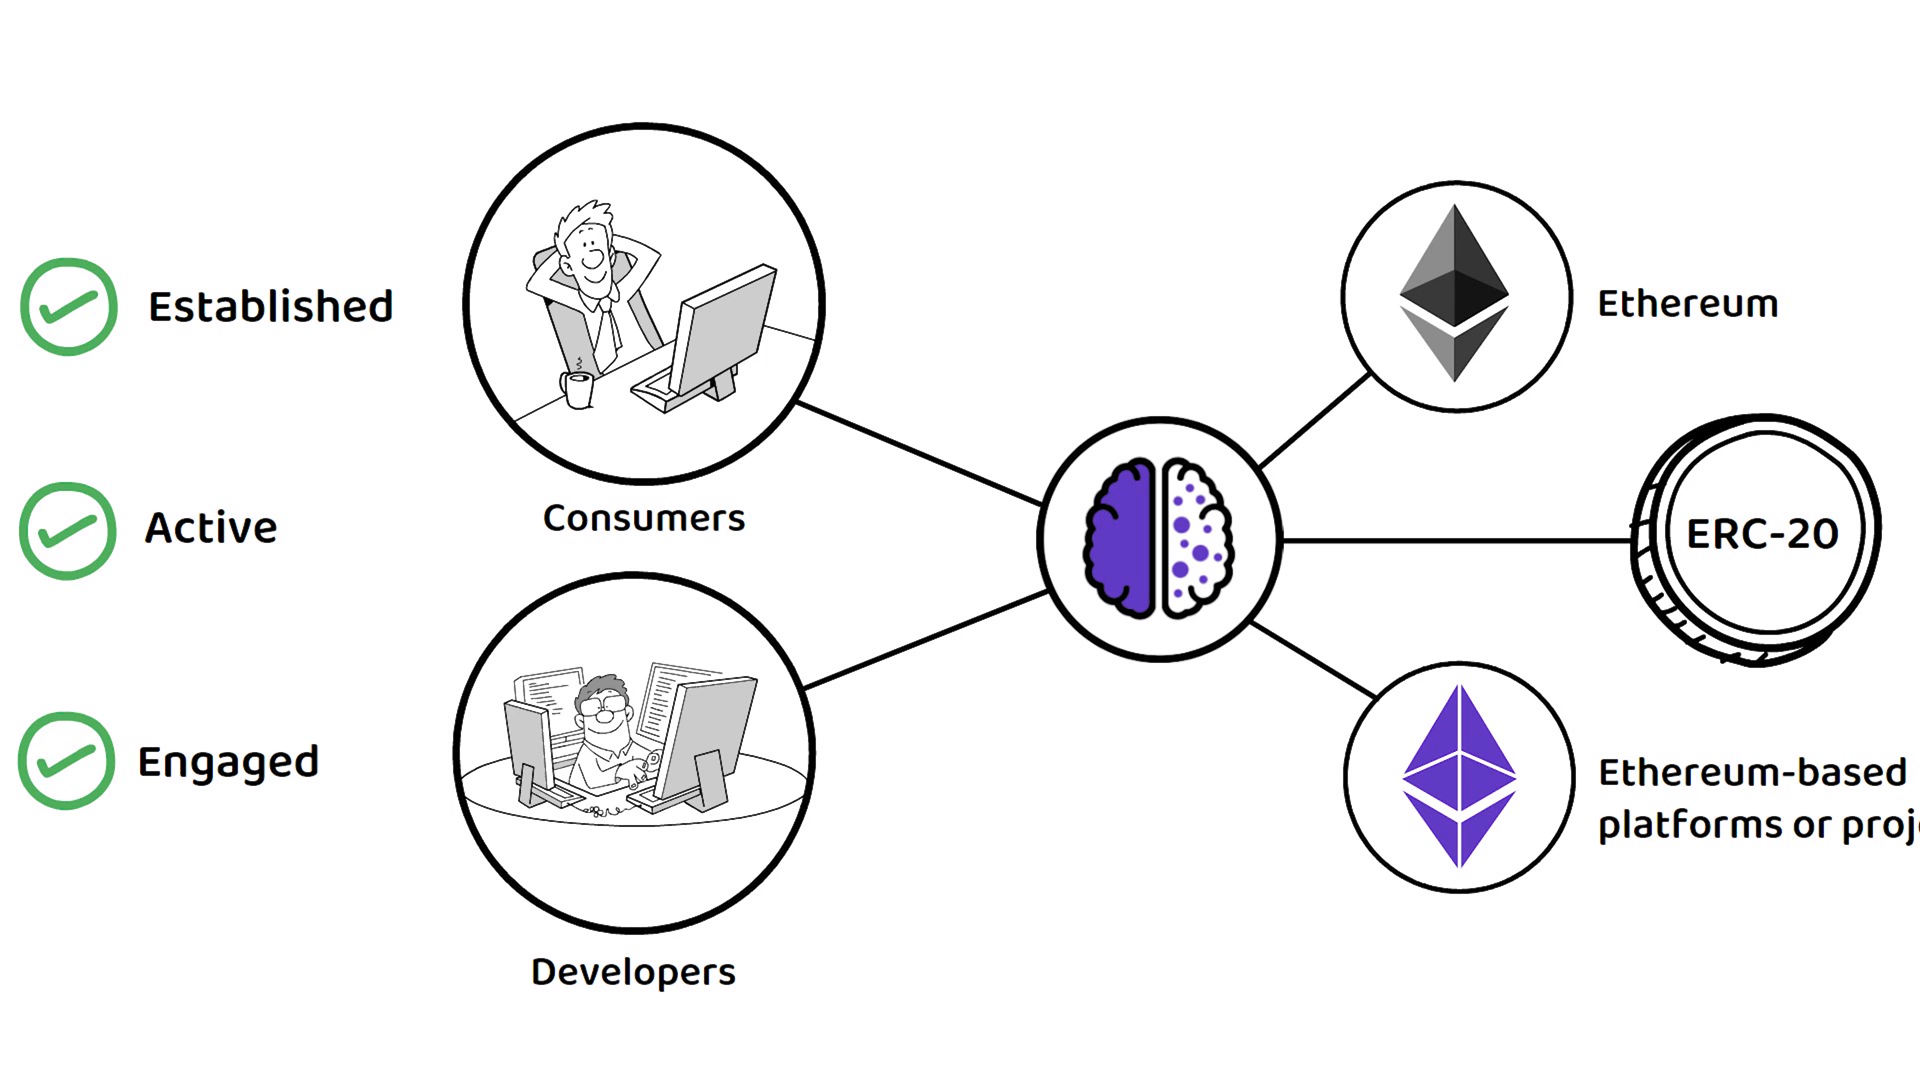 Established
Active
Engaged
Consumers
Developers
Ethereum
ERC-20
Ethereum-based
platforms or